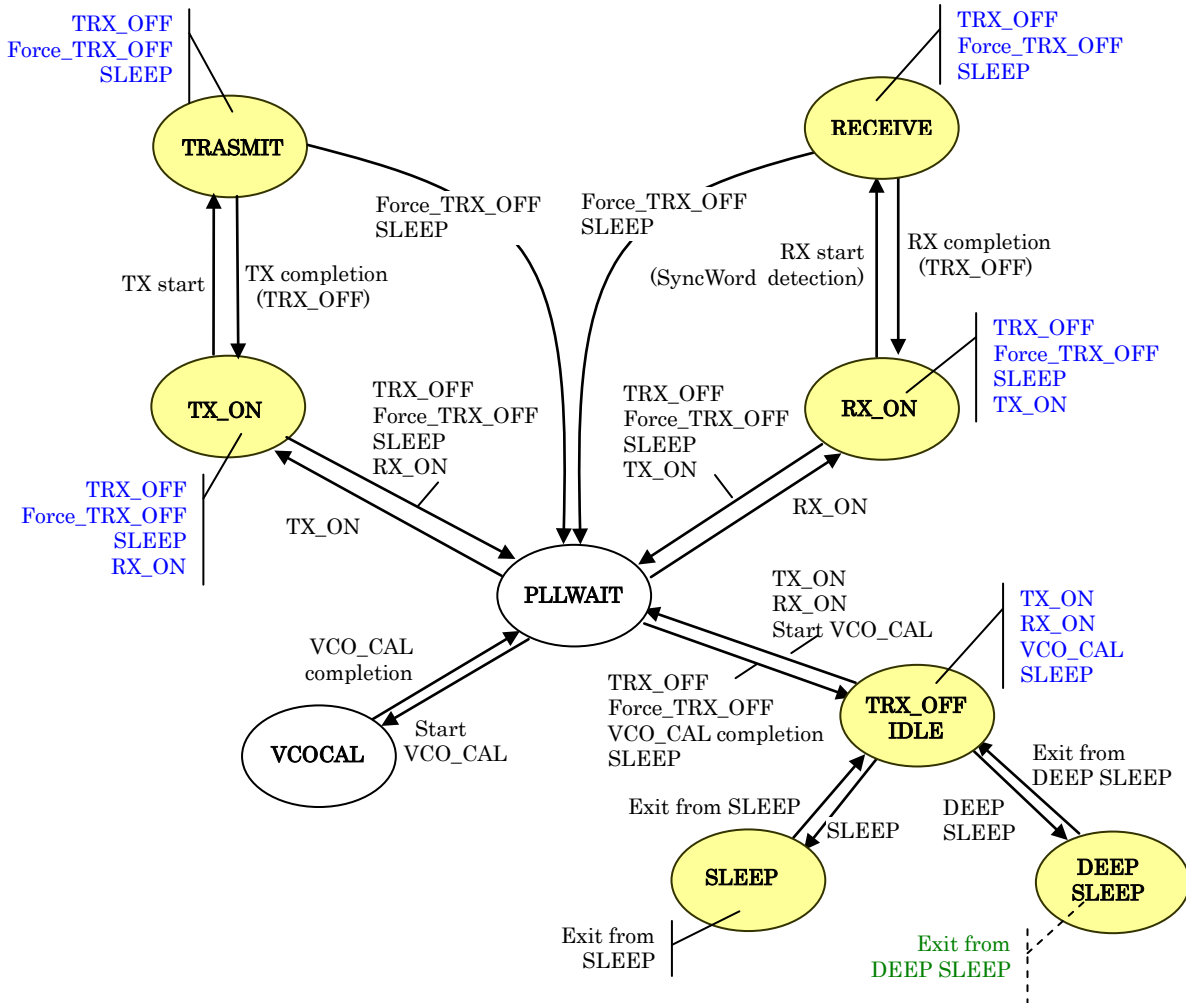 TRX_OFF
Force_TRX_OFF
SLEEP
TRX_OFF
Force_TRX_OFF
SLEEP
TRASMIT
RECEIVE
Force_TRX_OFF
SLEEP
Force_TRX_OFF
SLEEP
TX start
TX completion
(TRX_OFF)
RX start
(SyncWord detection)
RX completion
(TRX_OFF)
TRX_OFF
Force_TRX_OFF
SLEEP
TX_ON
TX_ON
TRX_OFF
Force_TRX_OFF
SLEEP
RX_ON
TRX_OFF
Force_TRX_OFF
SLEEP
TX_ON
RX_ON
TRX_OFF
Force_TRX_OFF
SLEEP
RX_ON
TX_ON
RX_ON
PLLWAIT
TX_ON
RX_ON
Start VCO_CAL
TX_ON
RX_ON
VCO_CAL
SLEEP
VCO_CAL
completion
TRX_OFF
Force_TRX_OFF
VCO_CAL completion
SLEEP
TRX_OFF
IDLE
VCOCAL
Start
VCO_CAL
Exit from
DEEP SLEEP
Exit from SLEEP
SLEEP
DEEP
SLEEP
SLEEP
DEEP
SLEEP
Exit from
SLEEP
Exit from
DEEP SLEEP